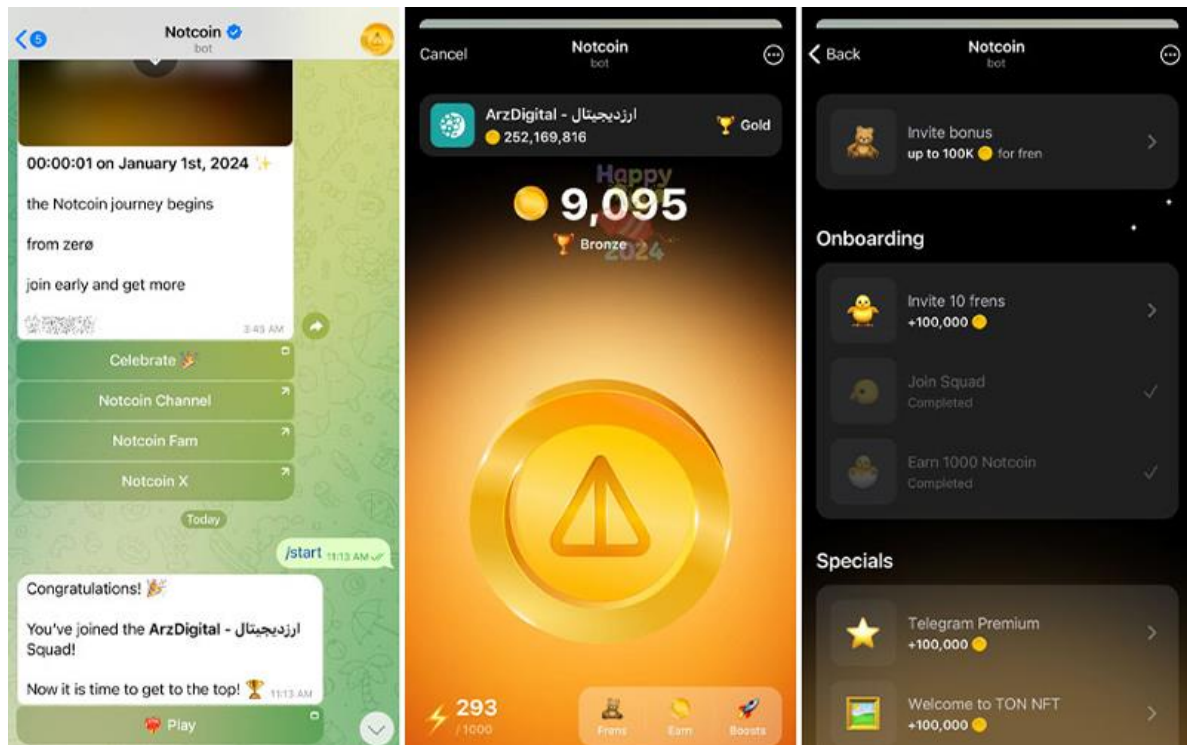 5
Notcoin
bot
00:00:01 on January 1st, 2024 ✨
the Notcoin journey begins
from zerø
join early and get more
3:45 AM
Celebrate 🎉
Notcoin Channel
Notcoin Fam
Notcoin X
Today
/start 11:13 AM
Congratulations! 🎉
You've joined the ArzDigital - ارزدیجیتال
Squad!
Now it is time to get to the top! 🏆 11:13 AM
Play
Cancel
Notcoin
bot
ArzDigital - ارزدیجیتال
252,169,816
Gold
Happy
9,095
Bronze
2024
293
/ 1000
Frens
Earn
Boosts
Back
Notcoin
bot
Invite bonus
up to 100K 🟡 for fren
Onboarding
Invite 10 frens
+100,000
Join Squad
Completed
Earn 1000 Notcoin
Completed
Specials
Telegram Premium
+100,000
Welcome to TON NFT
+100,000